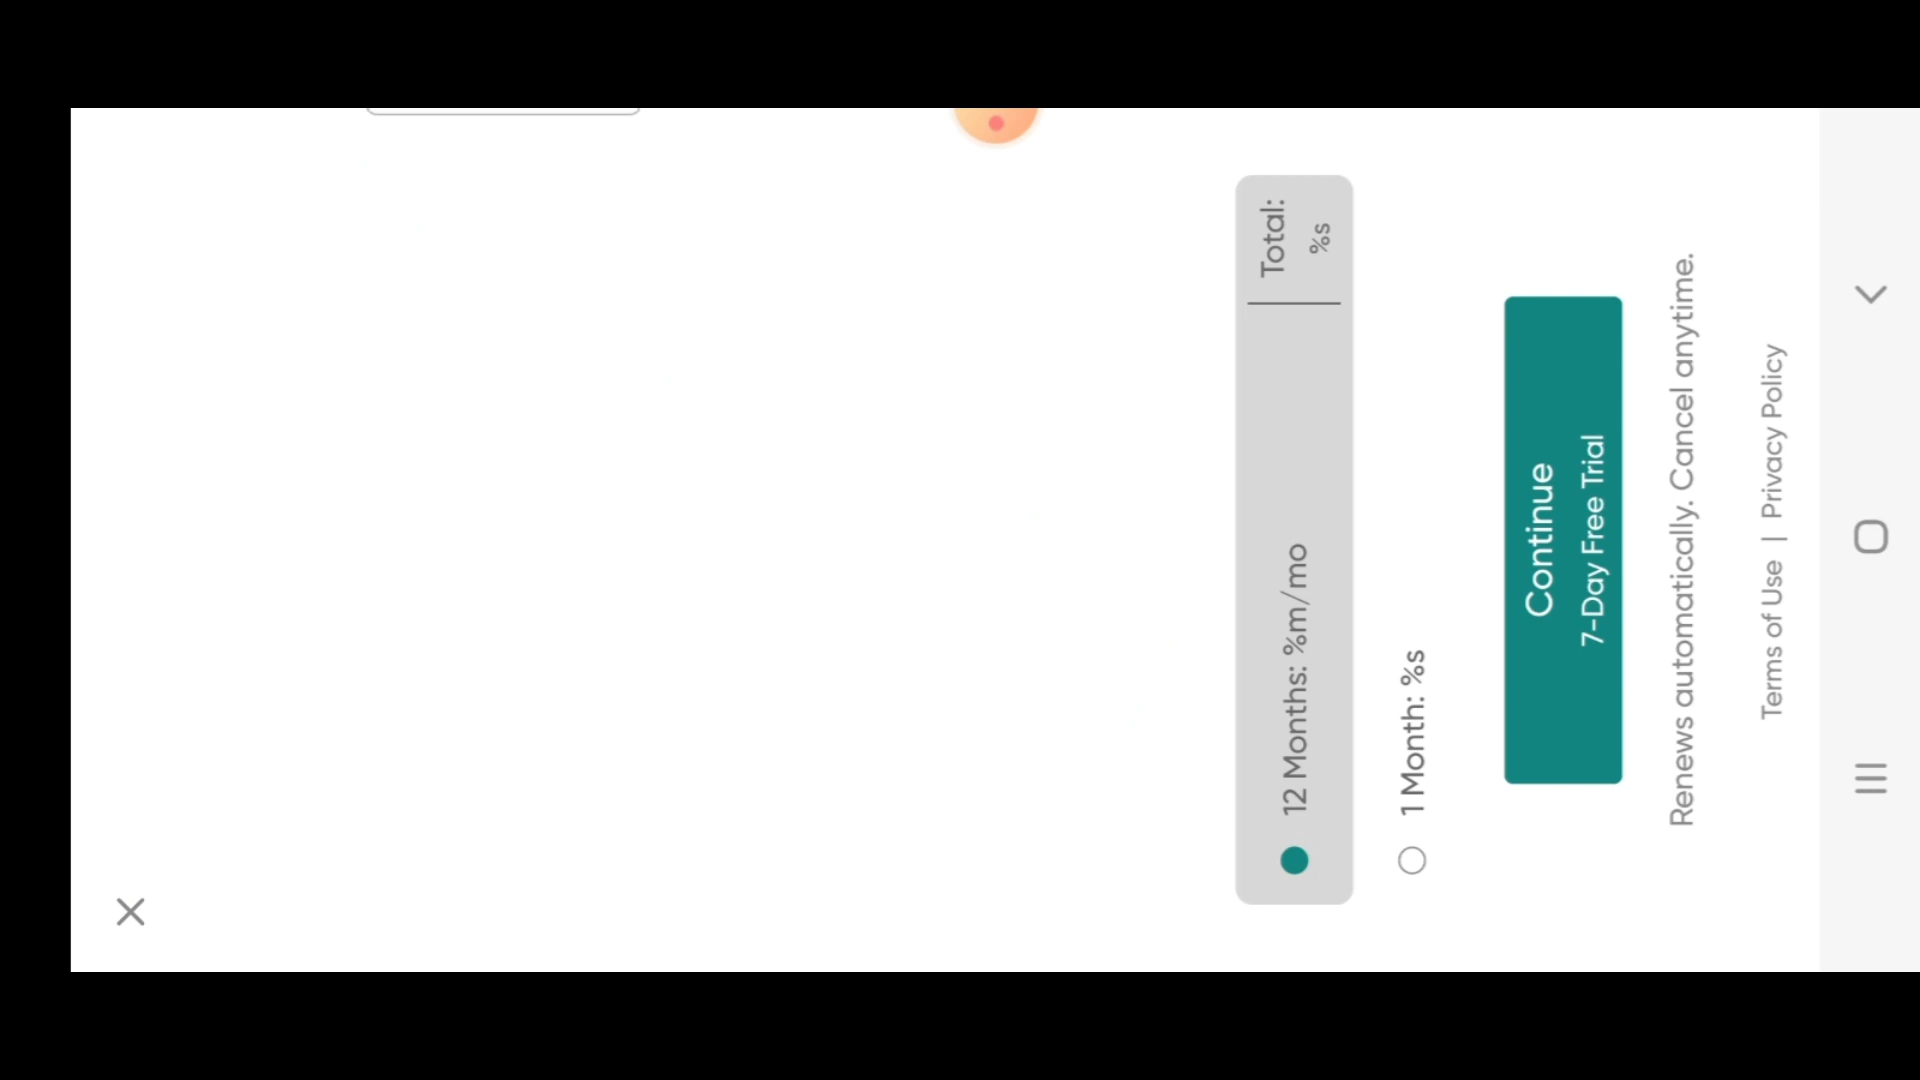 12 Months: %m/mo
Total:
%s
1 Month: %s
Continue
7-Day Free Trial
Renews automatically. Cancel anytime.
Terms of Use | Privacy Policy